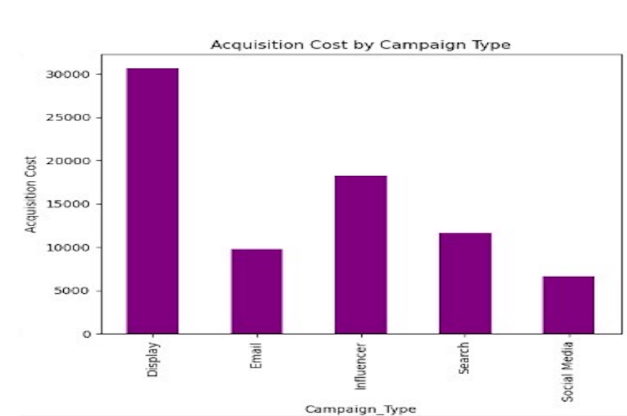 Acquisition Cost by Campaign Type
Acquisition Cost
30000
25000
20000
15000
10000
5000
0
Display
Email
Influencer
Search
Social Media
Campaign_Type